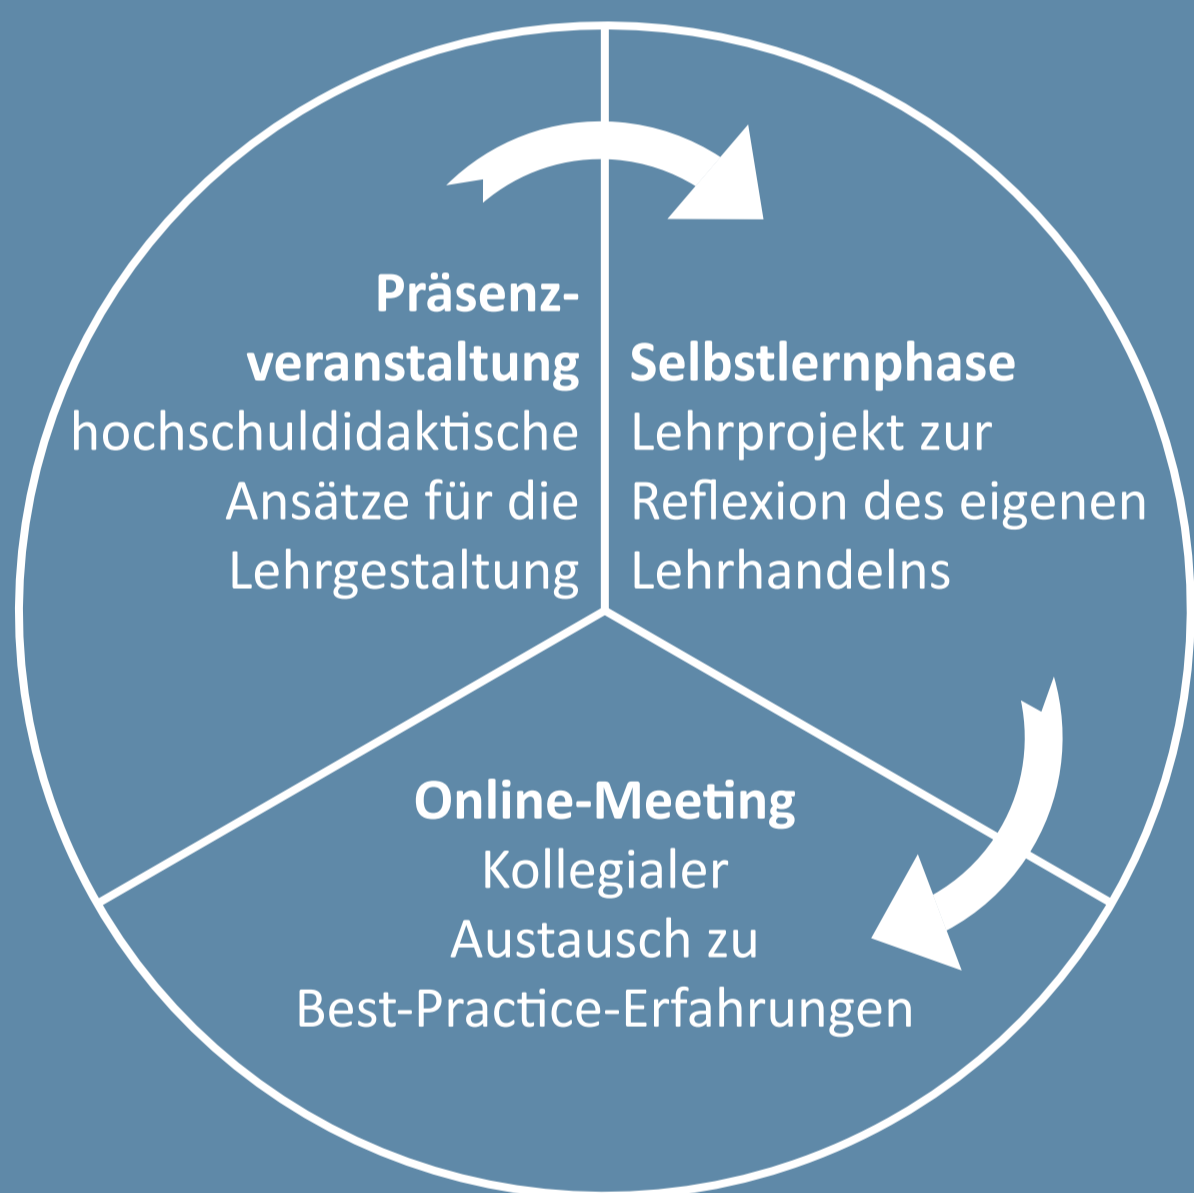 Präsenz-
veranstaltung
hochschuldidaktische
Ansätze für die
Lehrgestaltung
Selbstlernphase
Lehrprojekt zur
Reflexion des eigenen
Lehrhandelns
Online-Meeting
Kollegialer
Austausch zu
Best-Practice-Erfahrungen